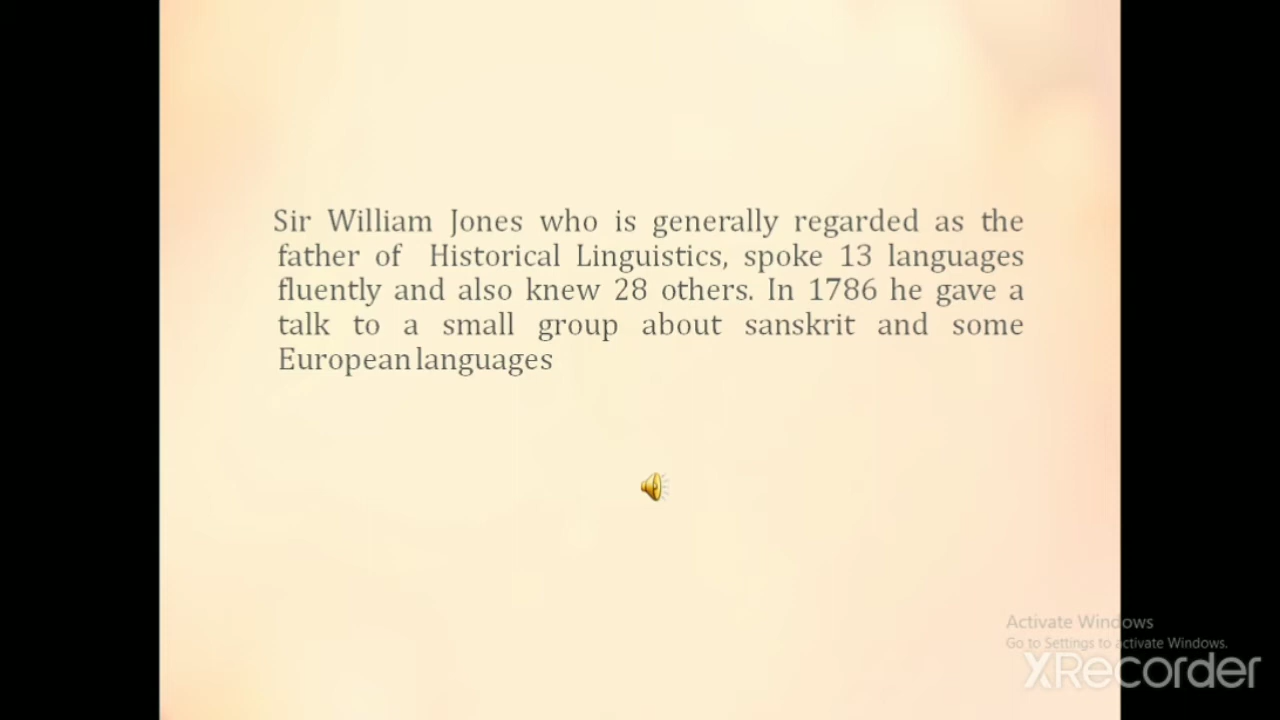 Sir William Jones who is generally regarded as the
father of Historical Linguistics, spoke 13 languages
fluently and also knew 28 others. In 1786 he gave a
talk to a small group about sanskrit and some
European languages
Activate Windows
Go to Settings to activate Windows.
XRecorder